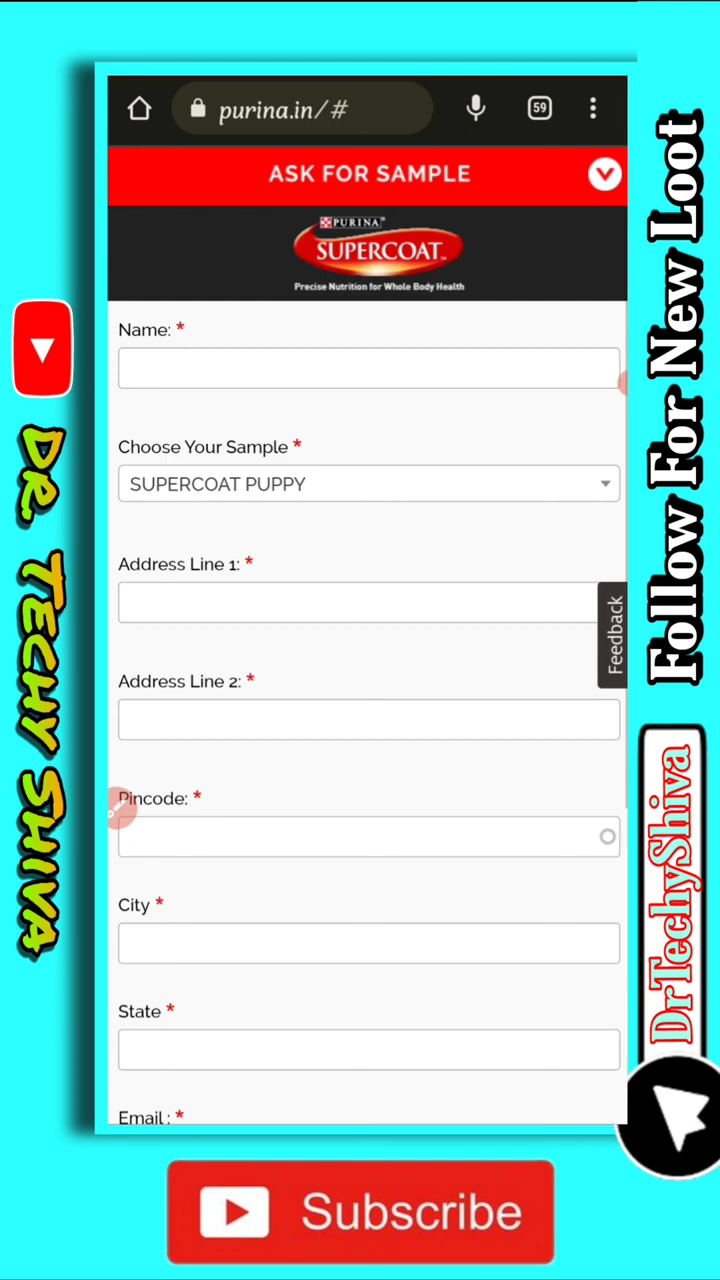 purina.in/#
59
ASK FOR SAMPLE
PURINA
SUPERCOAT
Precise Nutrition for Whole Body Health
Name: *
Choose Your Sample *
SUPERCOAT PUPPY
Address Line 1: *
Feedback
Address Line 2: *
Pincode: *
City *
State *
Email : *
DR. TECHY SHIVA
Follow For New Loot
DrTechyShiva
Subscribe